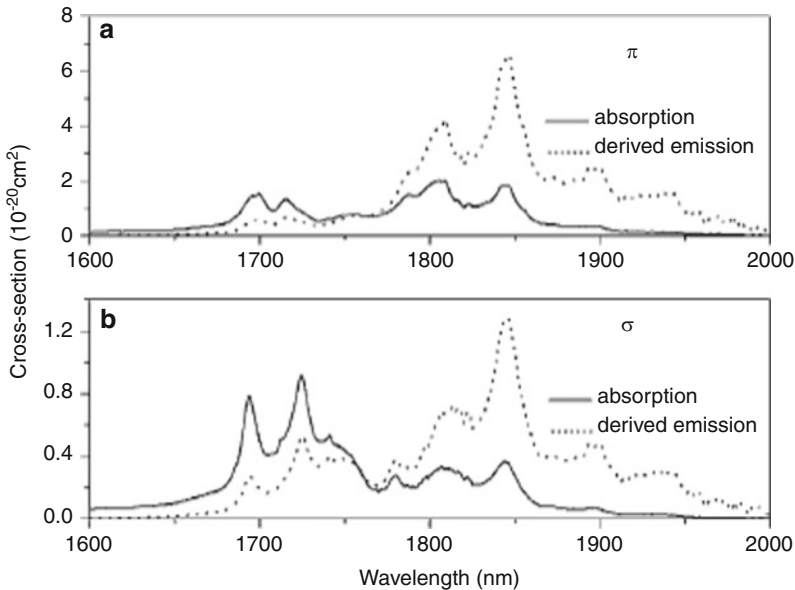 a
π
8
6
4
2
0
absorption
derived emission
1600 1700 1800 1900 2000
Cross-section (10⁻²⁰cm²)
b
σ
1.2
0.8
0.4
0.0
absorption
derived emission
1600 1700 1800 1900 2000
Wavelength (nm)